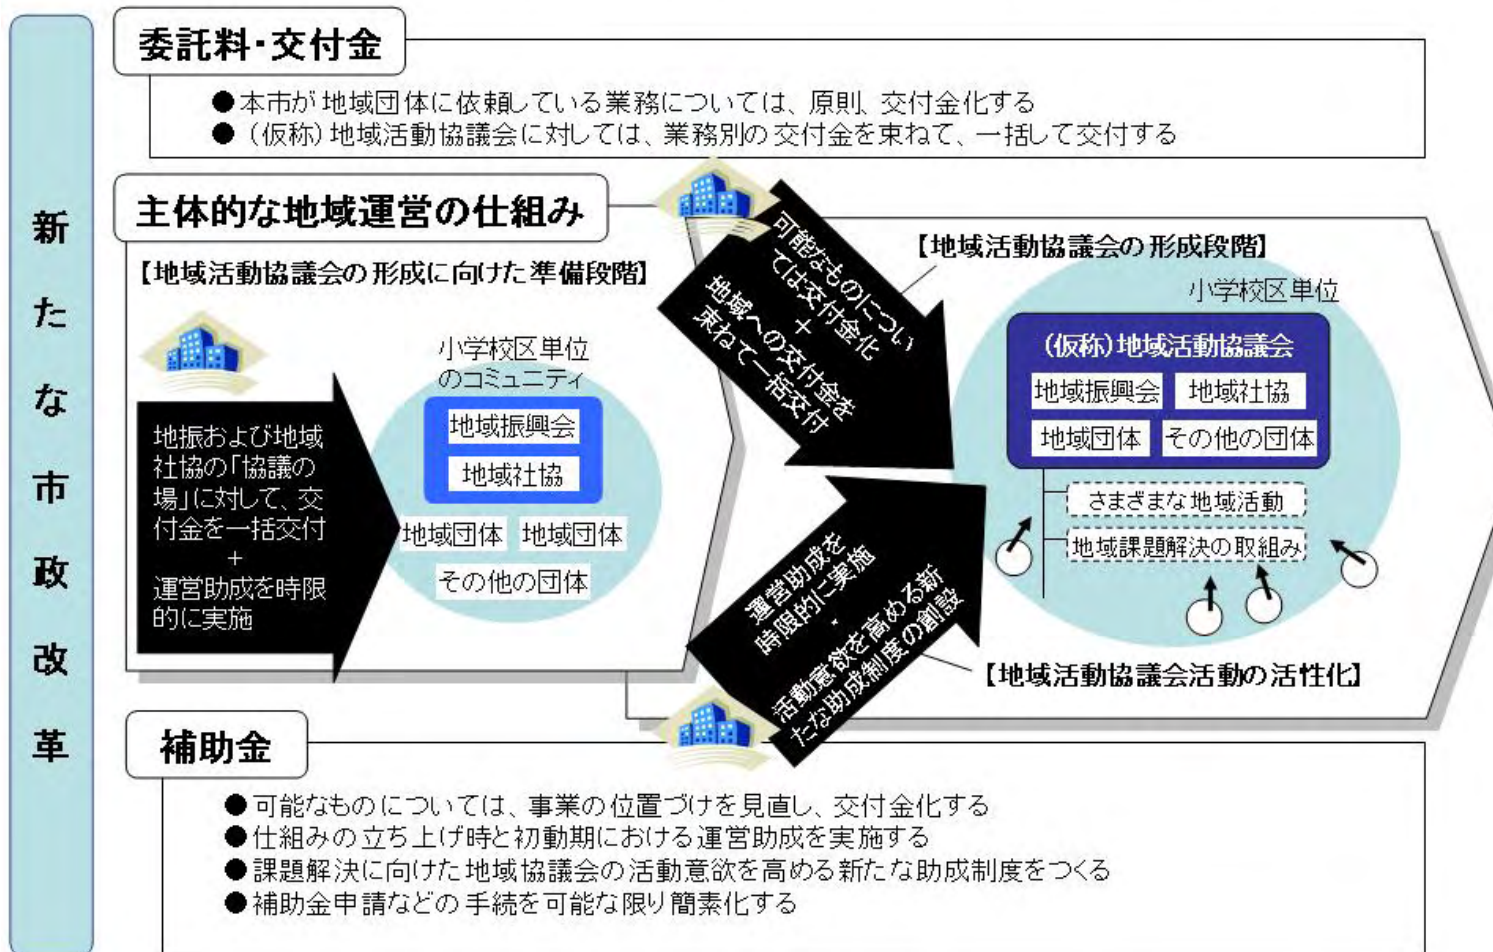 新たな市政改革
委託料・交付金
●本市が地域団体に依頼している業務については、原則、交付金化する
●(仮称)地域活動協議会に対しては、業務別の交付金を束ねて、一括して交付する
主体的な地域運営の仕組み
【地域活動協議会の形成に向けた準備段階】
地振および地域
社協の「協議の
場」に対して、交
付金を一括交付
+
運営助成を時限
的に実施
小学校区単位
のコミュニティ
地域振興会
地域社協
地域団体 地域団体
その他の団体
可能なものについ
ては交付金化
+
地域への交付金を
束ねて一括交付
【地域活動協議会の形成段階】
小学校区単位
(仮称)地域活動協議会
地域振興会 地域社協
地域団体 その他の団体
さまざまな地域活動
地域課題解決の取組み
運営助成を
時限的に実施
・
活動意欲を高める新
たな助成制度の創設
【地域活動協議会活動の活性化】
補助金
●可能なものについては、事業の位置づけを見直し、交付金化する
●仕組みの立ち上げ時と初動期における運営助成を実施する
●課題解決に向けた地域協議会の活動意欲を高める新たな助成制度をつくる
●補助金申請などの手続を可能な限り簡素化する